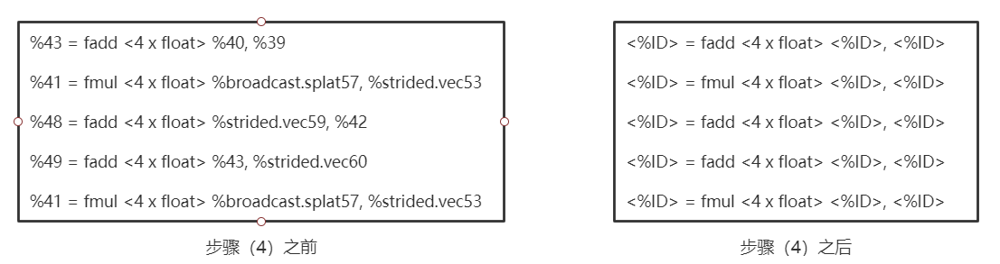 %43 = fadd <4 x float> %40, %39
%41 = fmul <4 x float> %broadcast.splat57, %strided.vec53
%48 = fadd <4 x float> %strided.vec59, %42
%49 = fadd <4 x float> %43, %strided.vec60
%41 = fmul <4 x float> %broadcast.splat57, %strided.vec53
步骤（4）之前
<%ID> = fadd <4 x float> <%ID>, <%ID>
<%ID> = fmul <4 x float> <%ID>, <%ID>
<%ID> = fadd <4 x float> <%ID>, <%ID>
<%ID> = fadd <4 x float> <%ID>, <%ID>
<%ID> = fmul <4 x float> <%ID>, <%ID>
步骤（4）之后